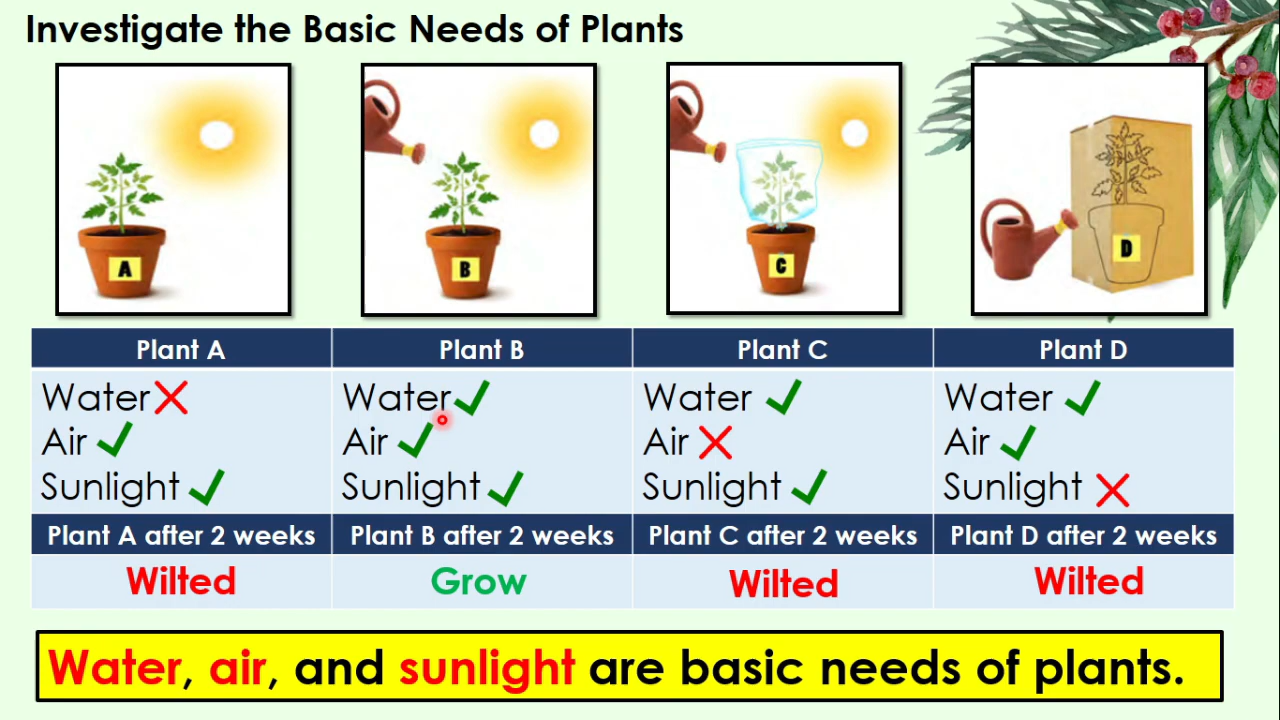 Investigate the Basic Needs of Plants
A
B
C
D
Plant A
Plant B
Plant C
Plant D
Water
Air
Sunlight
Water
Air
Sunlight
Water
Air
Sunlight
Water
Air
Sunlight
Plant A after 2 weeks
Plant B after 2 weeks
Plant C after 2 weeks
Plant D after 2 weeks
Wilted
Grow
Wilted
Wilted
Water, air, and sunlight are basic needs of plants.